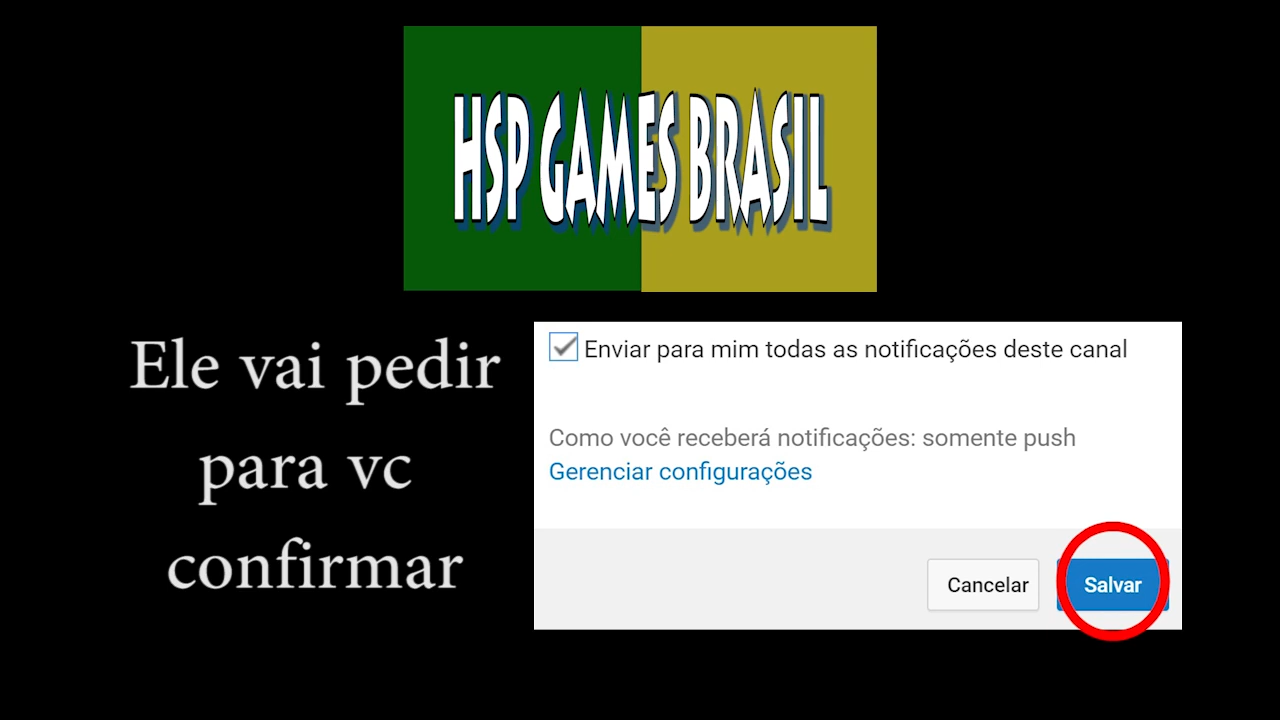 HSP GAMES BRASIL
Ele vai pedir
para vc
confirmar
Enviar para mim todas as notificações deste canal
Como você receberá notificações: somente push
Gerenciar configurações
Cancelar
Salvar